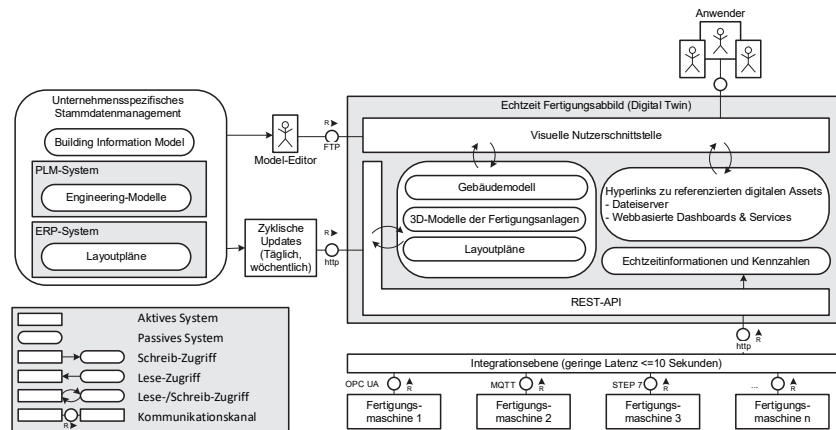 Anwender
Unternehmensspezifisches
Stammdatenmanagement
Building Information Model
PLM-System
Engineering-Modelle
ERP-System
Layoutpläne
Model-Editor
R
FTP
Zyklische
Updates
(Täglich,
wöchentlich)
R
http
Echtzeit Fertigungsabbild (Digital Twin)
Visuelle Nutzerschnittstelle
Gebäudemodell
3D-Modelle der Fertigungsanlagen
Layoutpläne
Hyperlinks zu referenzierten digitalen Assets
- Dateiserver
- Webbasierte Dashboards & Services
Echtzeitinformationen und Kennzahlen
REST-API
http
R
Integrationsebene (geringe Latenz <=10 Sekunden)
OPC UA
R
MQTT
R
STEP 7
R
...
R
Fertigungs-
maschine 1
Fertigungs-
maschine 2
Fertigungs-
maschine 3
Fertigungs-
maschine n
Aktives System
Passives System
Schreib-Zugriff
Lese-Zugriff
Lese-/Schreib-Zugriff
R
Kommunikationskanal